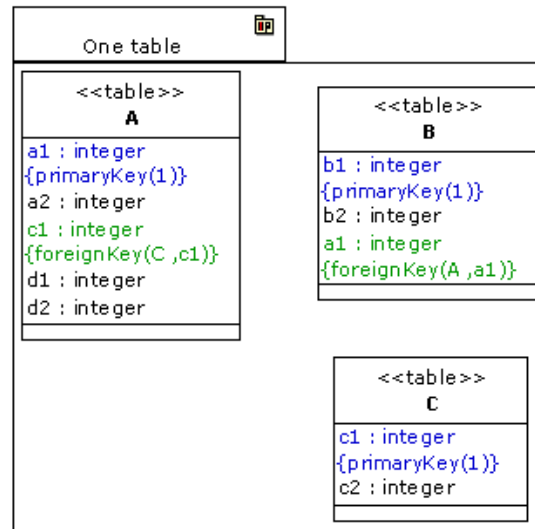 One table
<<table>>
A
a1 : integer
{primaryKey(1)}
a2 : integer
c1 : integer
{foreignKey(C ,c1)}
d1 : integer
d2 : integer
<<table>>
B
b1 : integer
{primaryKey(1)}
b2 : integer
a1 : integer
{foreignKey(A ,a1)}
<<table>>
C
c1 : integer
{primaryKey(1)}
c2 : integer